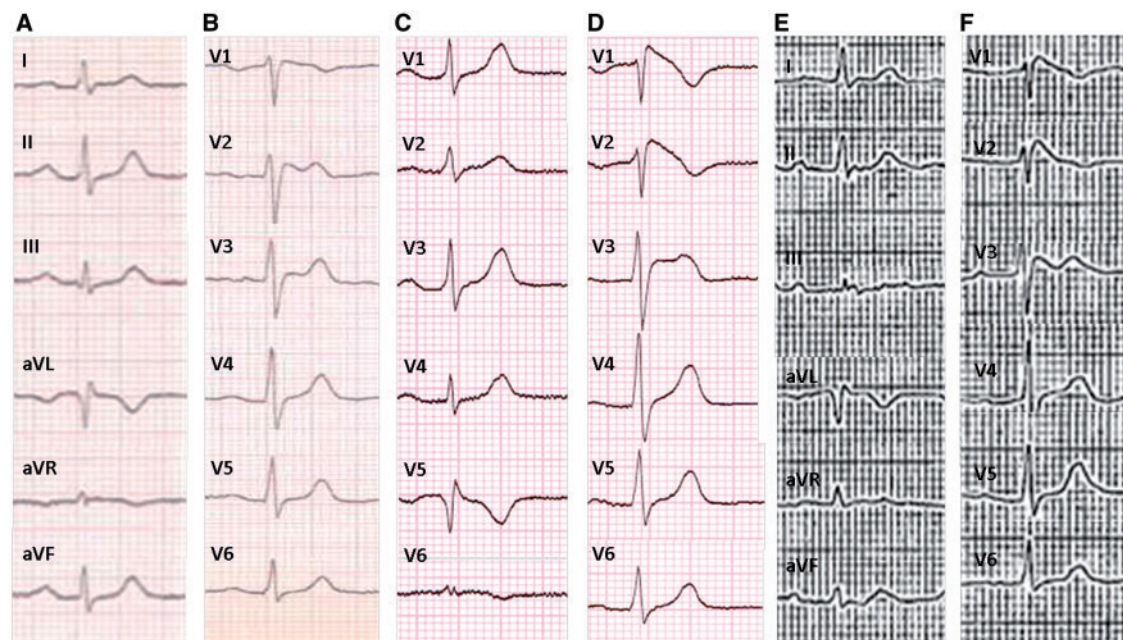 A B C D E F
I V1 V1 V1 I V1
II V2 V2 V2 II V2
III V3 V3 V3 III V3
aVL V4 V4 V4 aVL V4
aVR V5 V5 V5 aVR V5
aVF V6 V6 V6 aVF V6